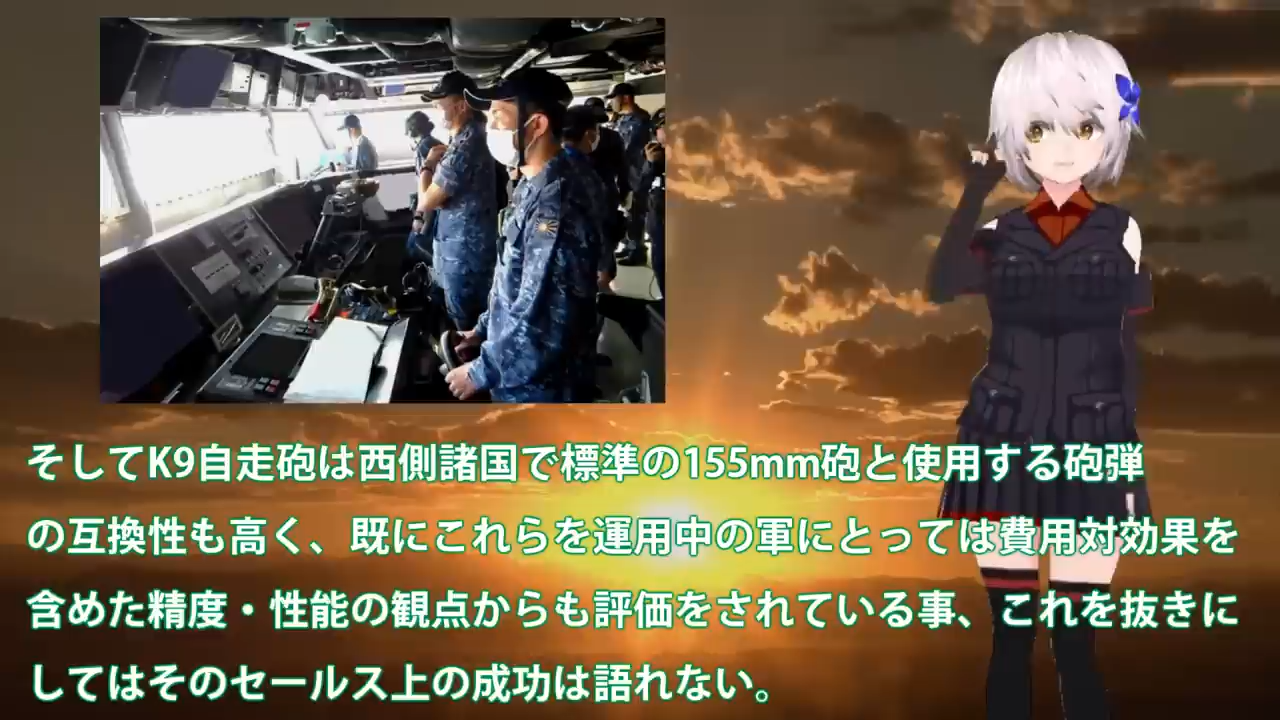 そしてK9自走砲は西側諸国で標準の155mm砲と使用する砲弾
の互換性も高く、既にこれらを運用中の軍にとっては費用対効果を
含めた精度・性能の観点からも評価をされている事、これを抜きに
してはそのセールス上の成功は語れない。